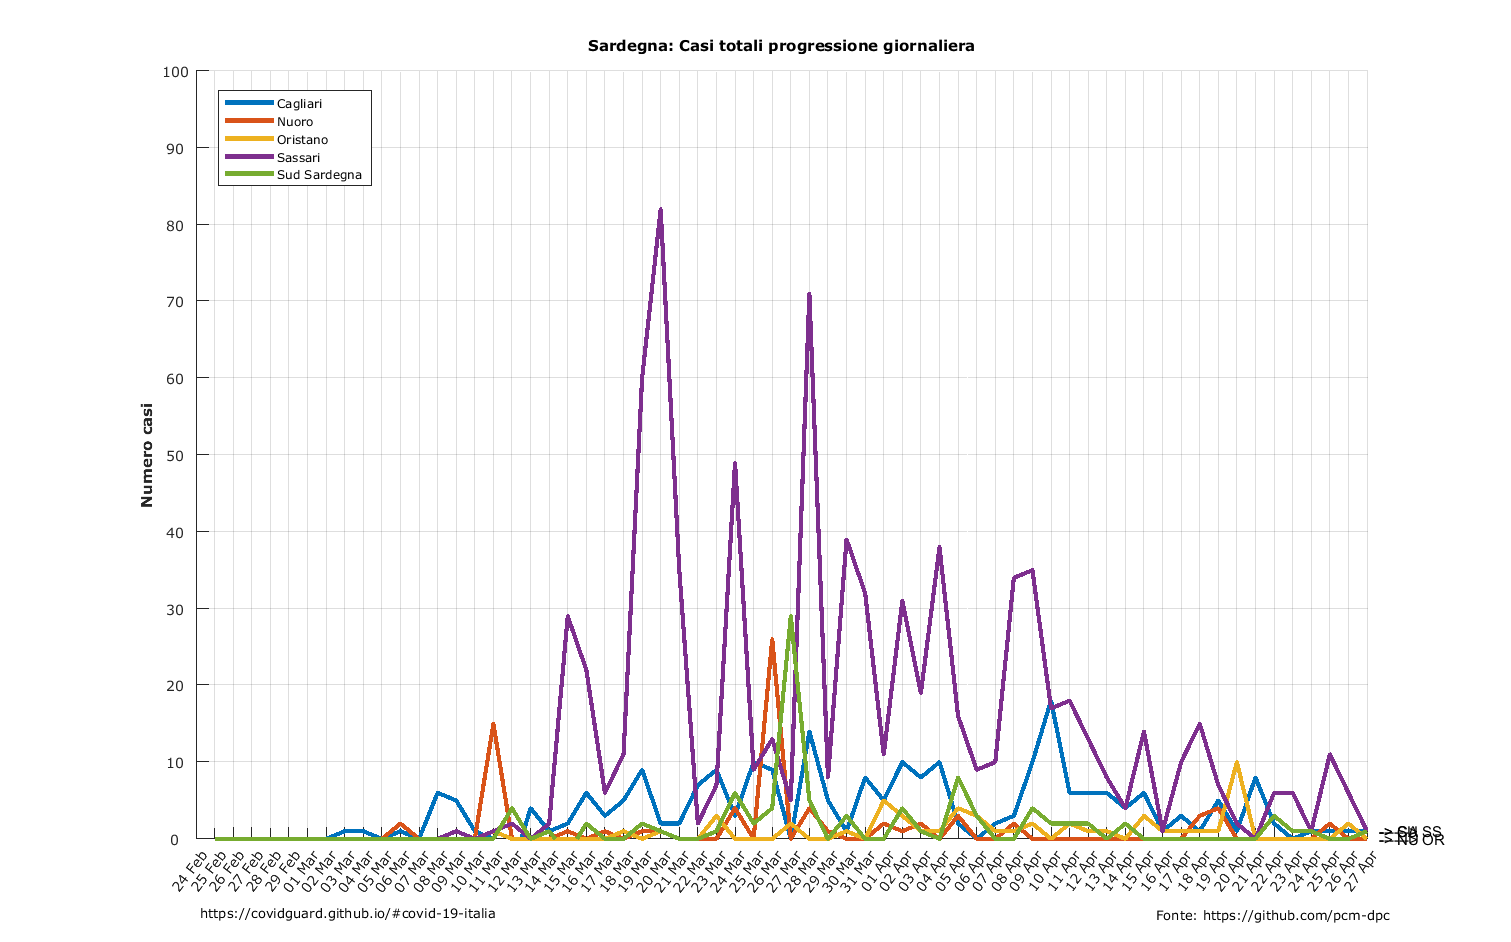 Sardegna: Casi totali progressione giornaliera
100
90
80
70
60
50
40
30
20
10
0
Numero casi
Cagliari
Nuoro
Oristano
Sassari
Sud Sardegna
24 Feb
25 Feb
26 Feb
27 Feb
28 Feb
29 Feb
01 Mar
02 Mar
03 Mar
04 Mar
05 Mar
06 Mar
07 Mar
08 Mar
09 Mar
10 Mar
11 Mar
12 Mar
13 Mar
14 Mar
15 Mar
16 Mar
17 Mar
18 Mar
19 Mar
20 Mar
21 Mar
22 Mar
23 Mar
24 Mar
25 Mar
26 Mar
27 Mar
28 Mar
29 Mar
30 Mar
31 Mar
01 Apr
02 Apr
03 Apr
04 Apr
05 Apr
06 Apr
07 Apr
08 Apr
09 Apr
10 Apr
11 Apr
12 Apr
13 Apr
14 Apr
15 Apr
16 Apr
17 Apr
18 Apr
19 Apr
20 Apr
21 Apr
22 Apr
23 Apr
24 Apr
25 Apr
26 Apr
27 Apr
SS
OR
https://covidguard.github.io/#covid-19-italia
Fonte: https://github.com/pcm-dpc